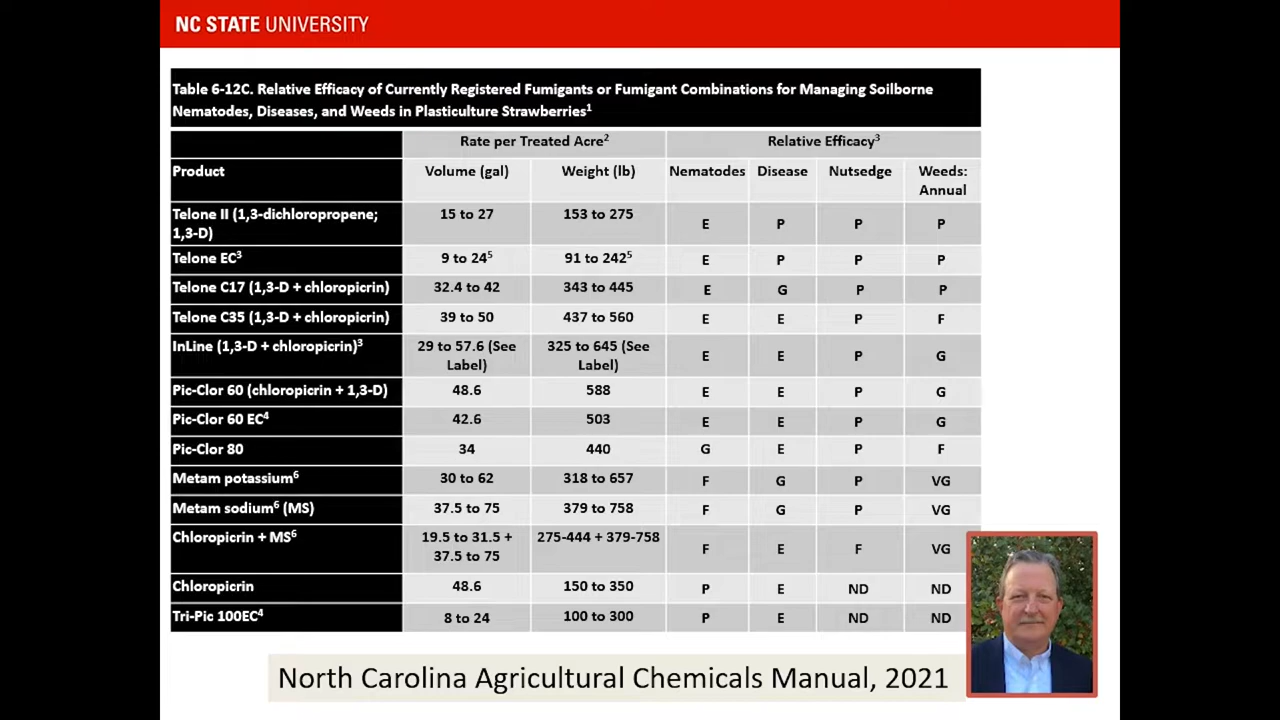 NC STATE UNIVERSITY
Table 6-12C. Relative Efficacy of Currently Registered Fumigants or Fumigant Combinations for Managing Soilborne
Nematodes, Diseases, and Weeds in Plasticulture Strawberries¹
Rate per Treated Acre² Relative Efficacy³
Product Volume (gal) Weight (lb) Nematodes Disease Nutsedge Weeds:
Annual
Telone II (1,3-dichloropropene; 15 to 27 153 to 275 E P P P
1,3-D)
Telone EC³ 9 to 24⁵ 91 to 242⁵ E P P P
Telone C17 (1,3-D + chloropicrin) 32.4 to 42 343 to 445 E G P P
Telone C35 (1,3-D + chloropicrin) 39 to 50 437 to 560 E E P F
InLine (1,3-D + chloropicrin)³ 29 to 57.6 (See 325 to 645 (See E E P G
Label) Label)
Pic-Clor 60 (chloropicrin + 1,3-D) 48.6 588 E E P G
Pic-Clor 60 EC⁴ 42.6 503 E E P G
Pic-Clor 80 34 440 G E P F
Metam potassium⁶ 30 to 62 318 to 657 F G P VG
Metam sodium⁶ (MS) 37.5 to 75 379 to 758 F G P VG
Chloropicrin + MS⁶ 19.5 to 31.5 + 275-444 + 379-758 F E F VG
37.5 to 75
Chloropicrin 48.6 150 to 350 P E ND ND
Tri-Pic 100EC⁴ 8 to 24 100 to 300 P E ND ND
North Carolina Agricultural Chemicals Manual, 2021